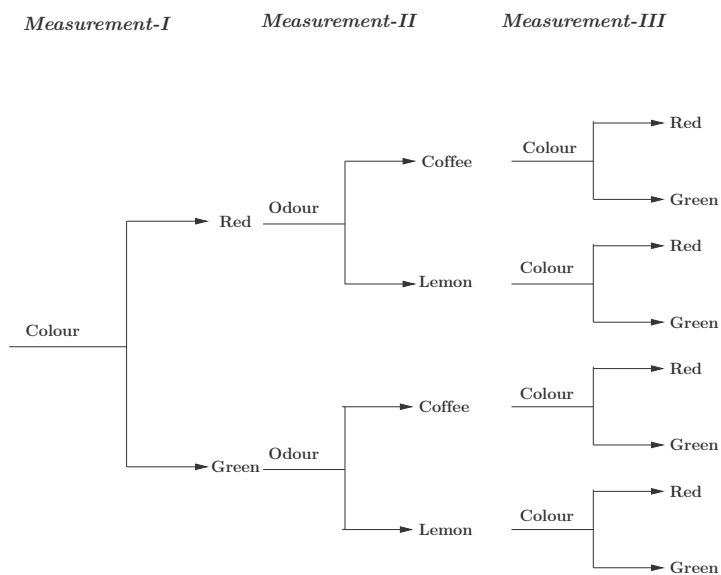 Measurement-I Measurement-II Measurement-III
Red
Colour
Coffee
Odour
Green
Red
Red
Lemon Colour
Green
Colour
Red
Colour
Coffee
Odour
Green
Green
Red
Colour
Lemon
Green